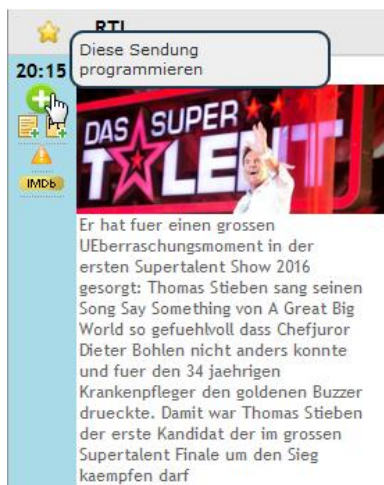 RTL
Diese Sendung
programmieren
20:15
DAS SUPER
TALENT
IMDb
Er hat fuer einen grossen
UEberraschungsmoment in der
ersten Supertalent Show 2016
gesorgt: Thomas Stieben sang seinen
Song Say Something von A Great Big
World so gefuehlvoll dass Chefjuror
Dieter Bohlen nicht anders konnte
und fuer den 34 jaehrigen
Krankenpfleger den goldenen Buzzer
drueckte. Damit war Thomas Stieben
der erste Kandidat der im grossen
Supertalent Finale um den Sieg
kaempfen darf